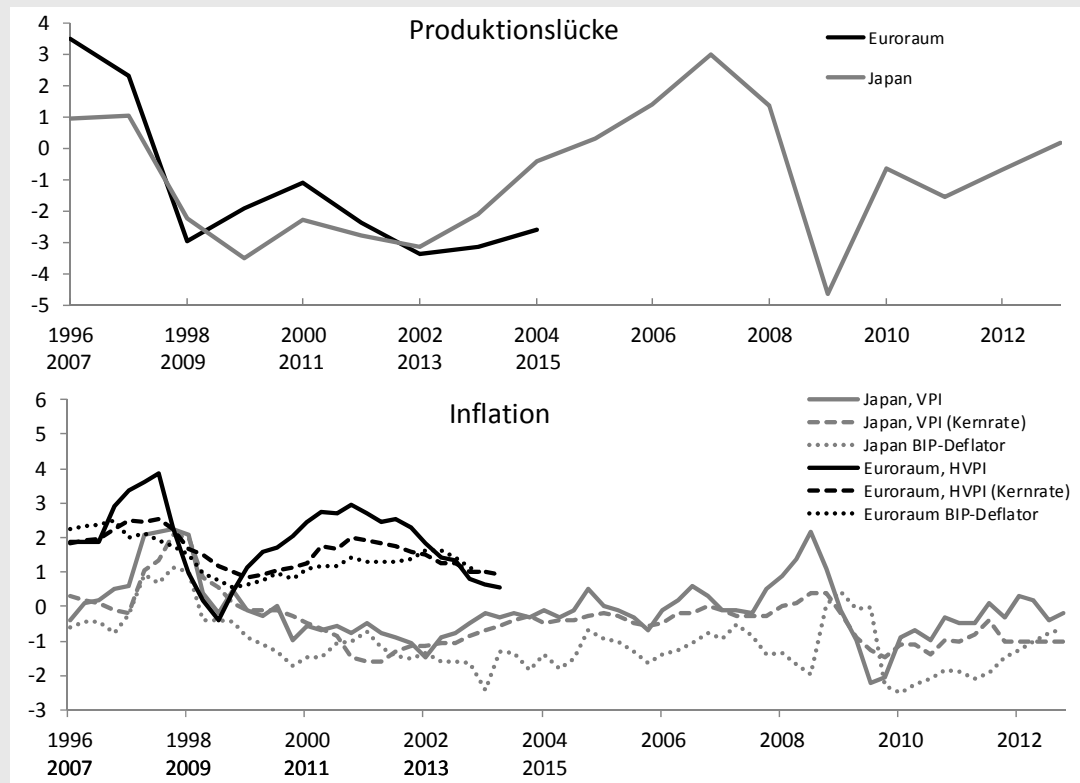 Produktionslücke
Euroraum
Japan
4
3
2
1
0
-1
-2
-3
-4
-5
1996 1998 2000 2002 2004 2006 2008 2010 2012
2007 2009 2011 2013 2015
Inflation
Japan, VPI
Japan, VPI (Kernrate)
Japan BIP-Deflator
Euroraum, HVPI
Euroraum, HVPI (Kernrate)
Euroraum BIP-Deflator
6
5
4
3
2
1
0
-1
-2
-3
1996 1998 2000 2002 2004 2006 2008 2010 2012
2007 2009 2011 2013 2015